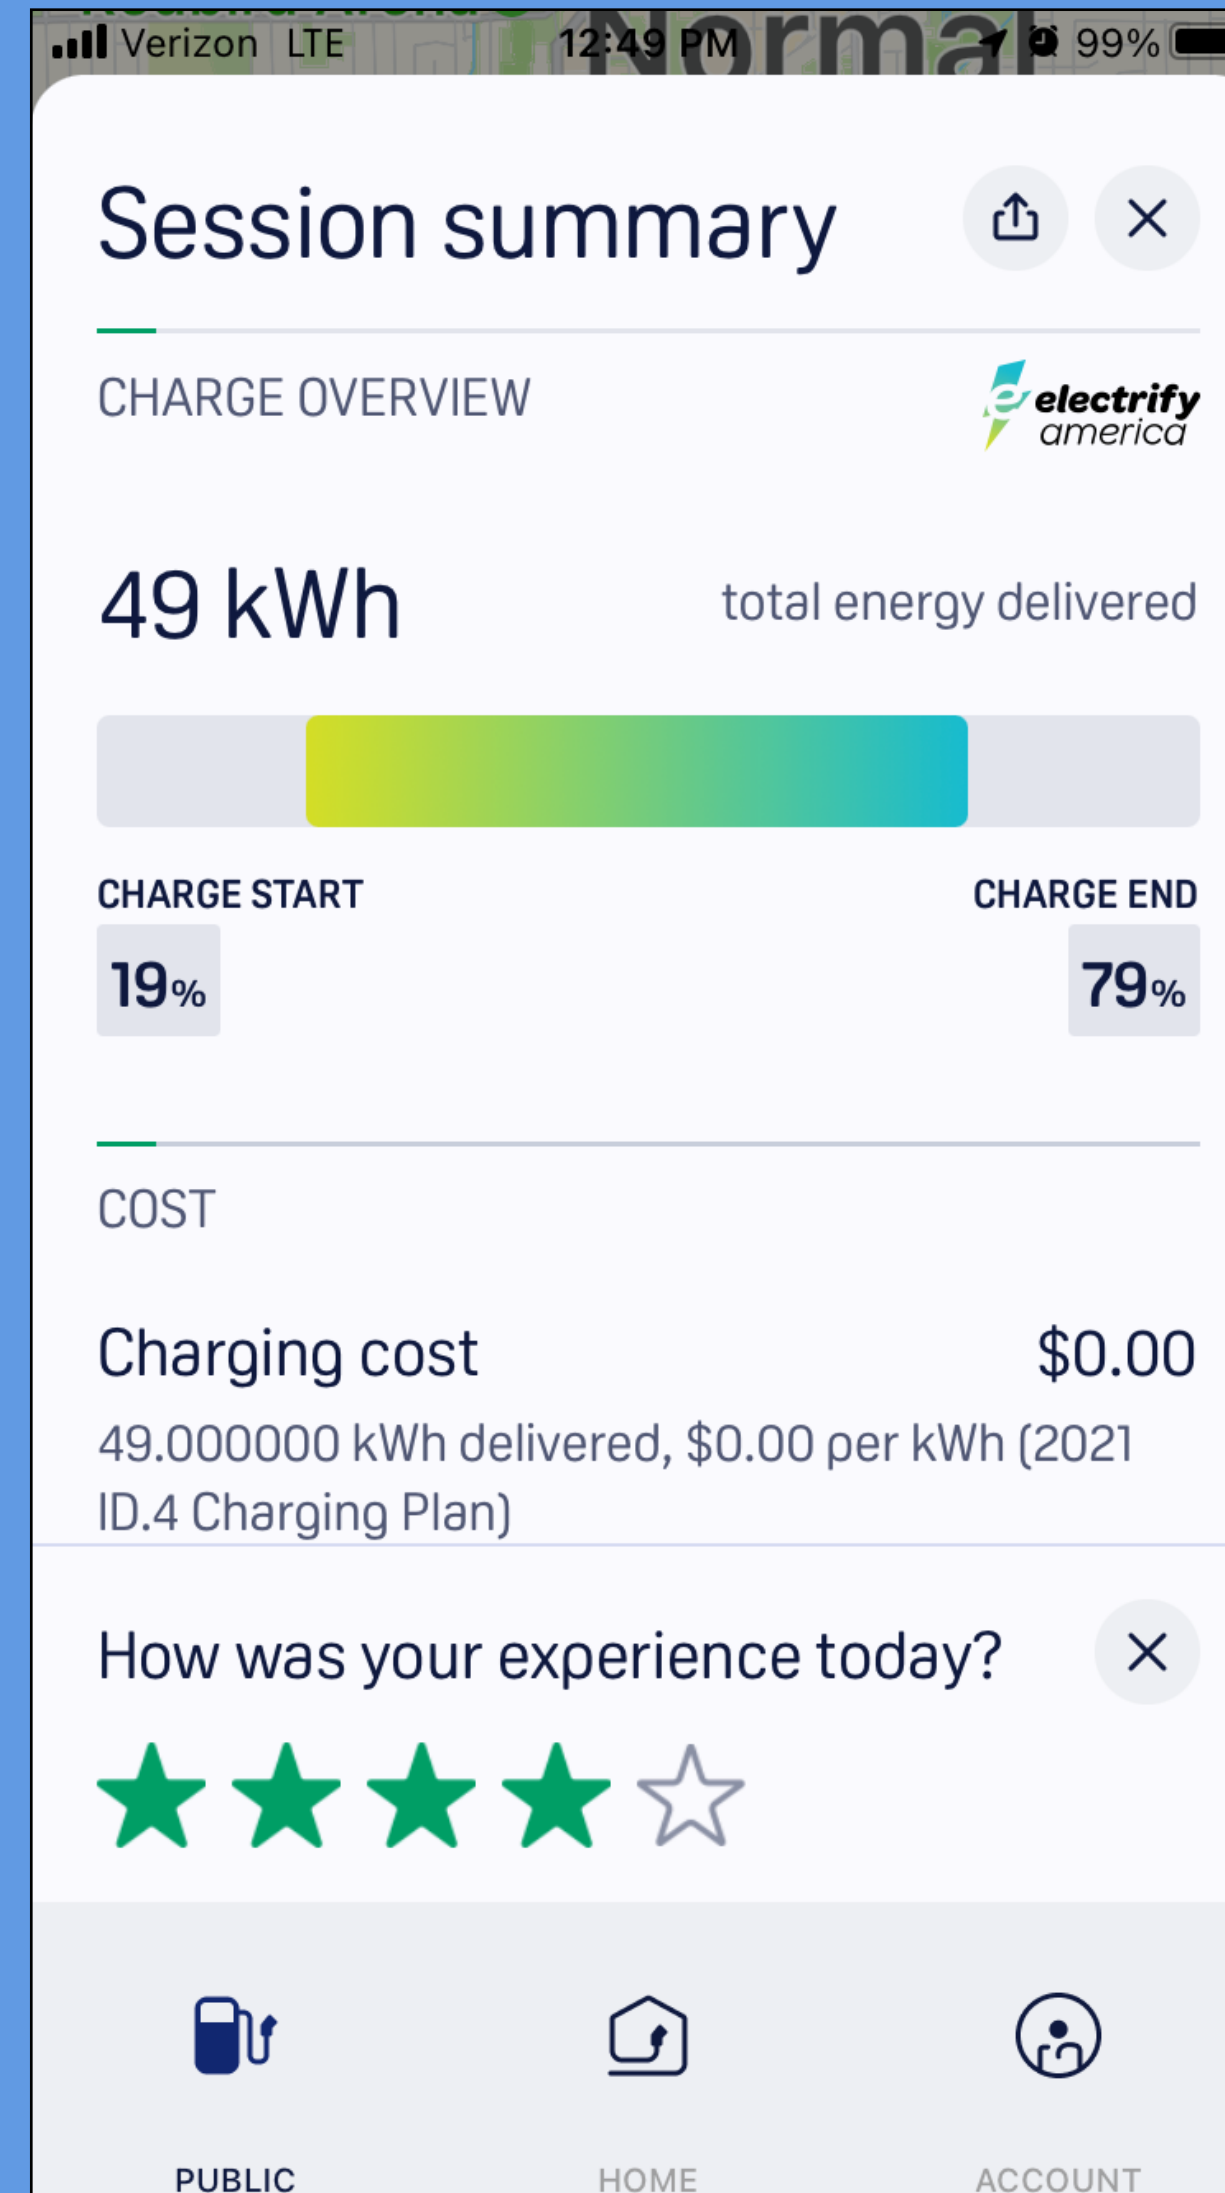 Verizon LTE 12:49 PM 99%
Normal
Session summary
CHARGE OVERVIEW
electrify
america
49 kWh total energy delivered
CHARGE START CHARGE END
19% 79%
COST
Charging cost $0.00
49.000000 kWh delivered, $0.00 per kWh (2021
ID.4 Charging Plan)
How was your experience today?
PUBLIC HOME ACCOUNT